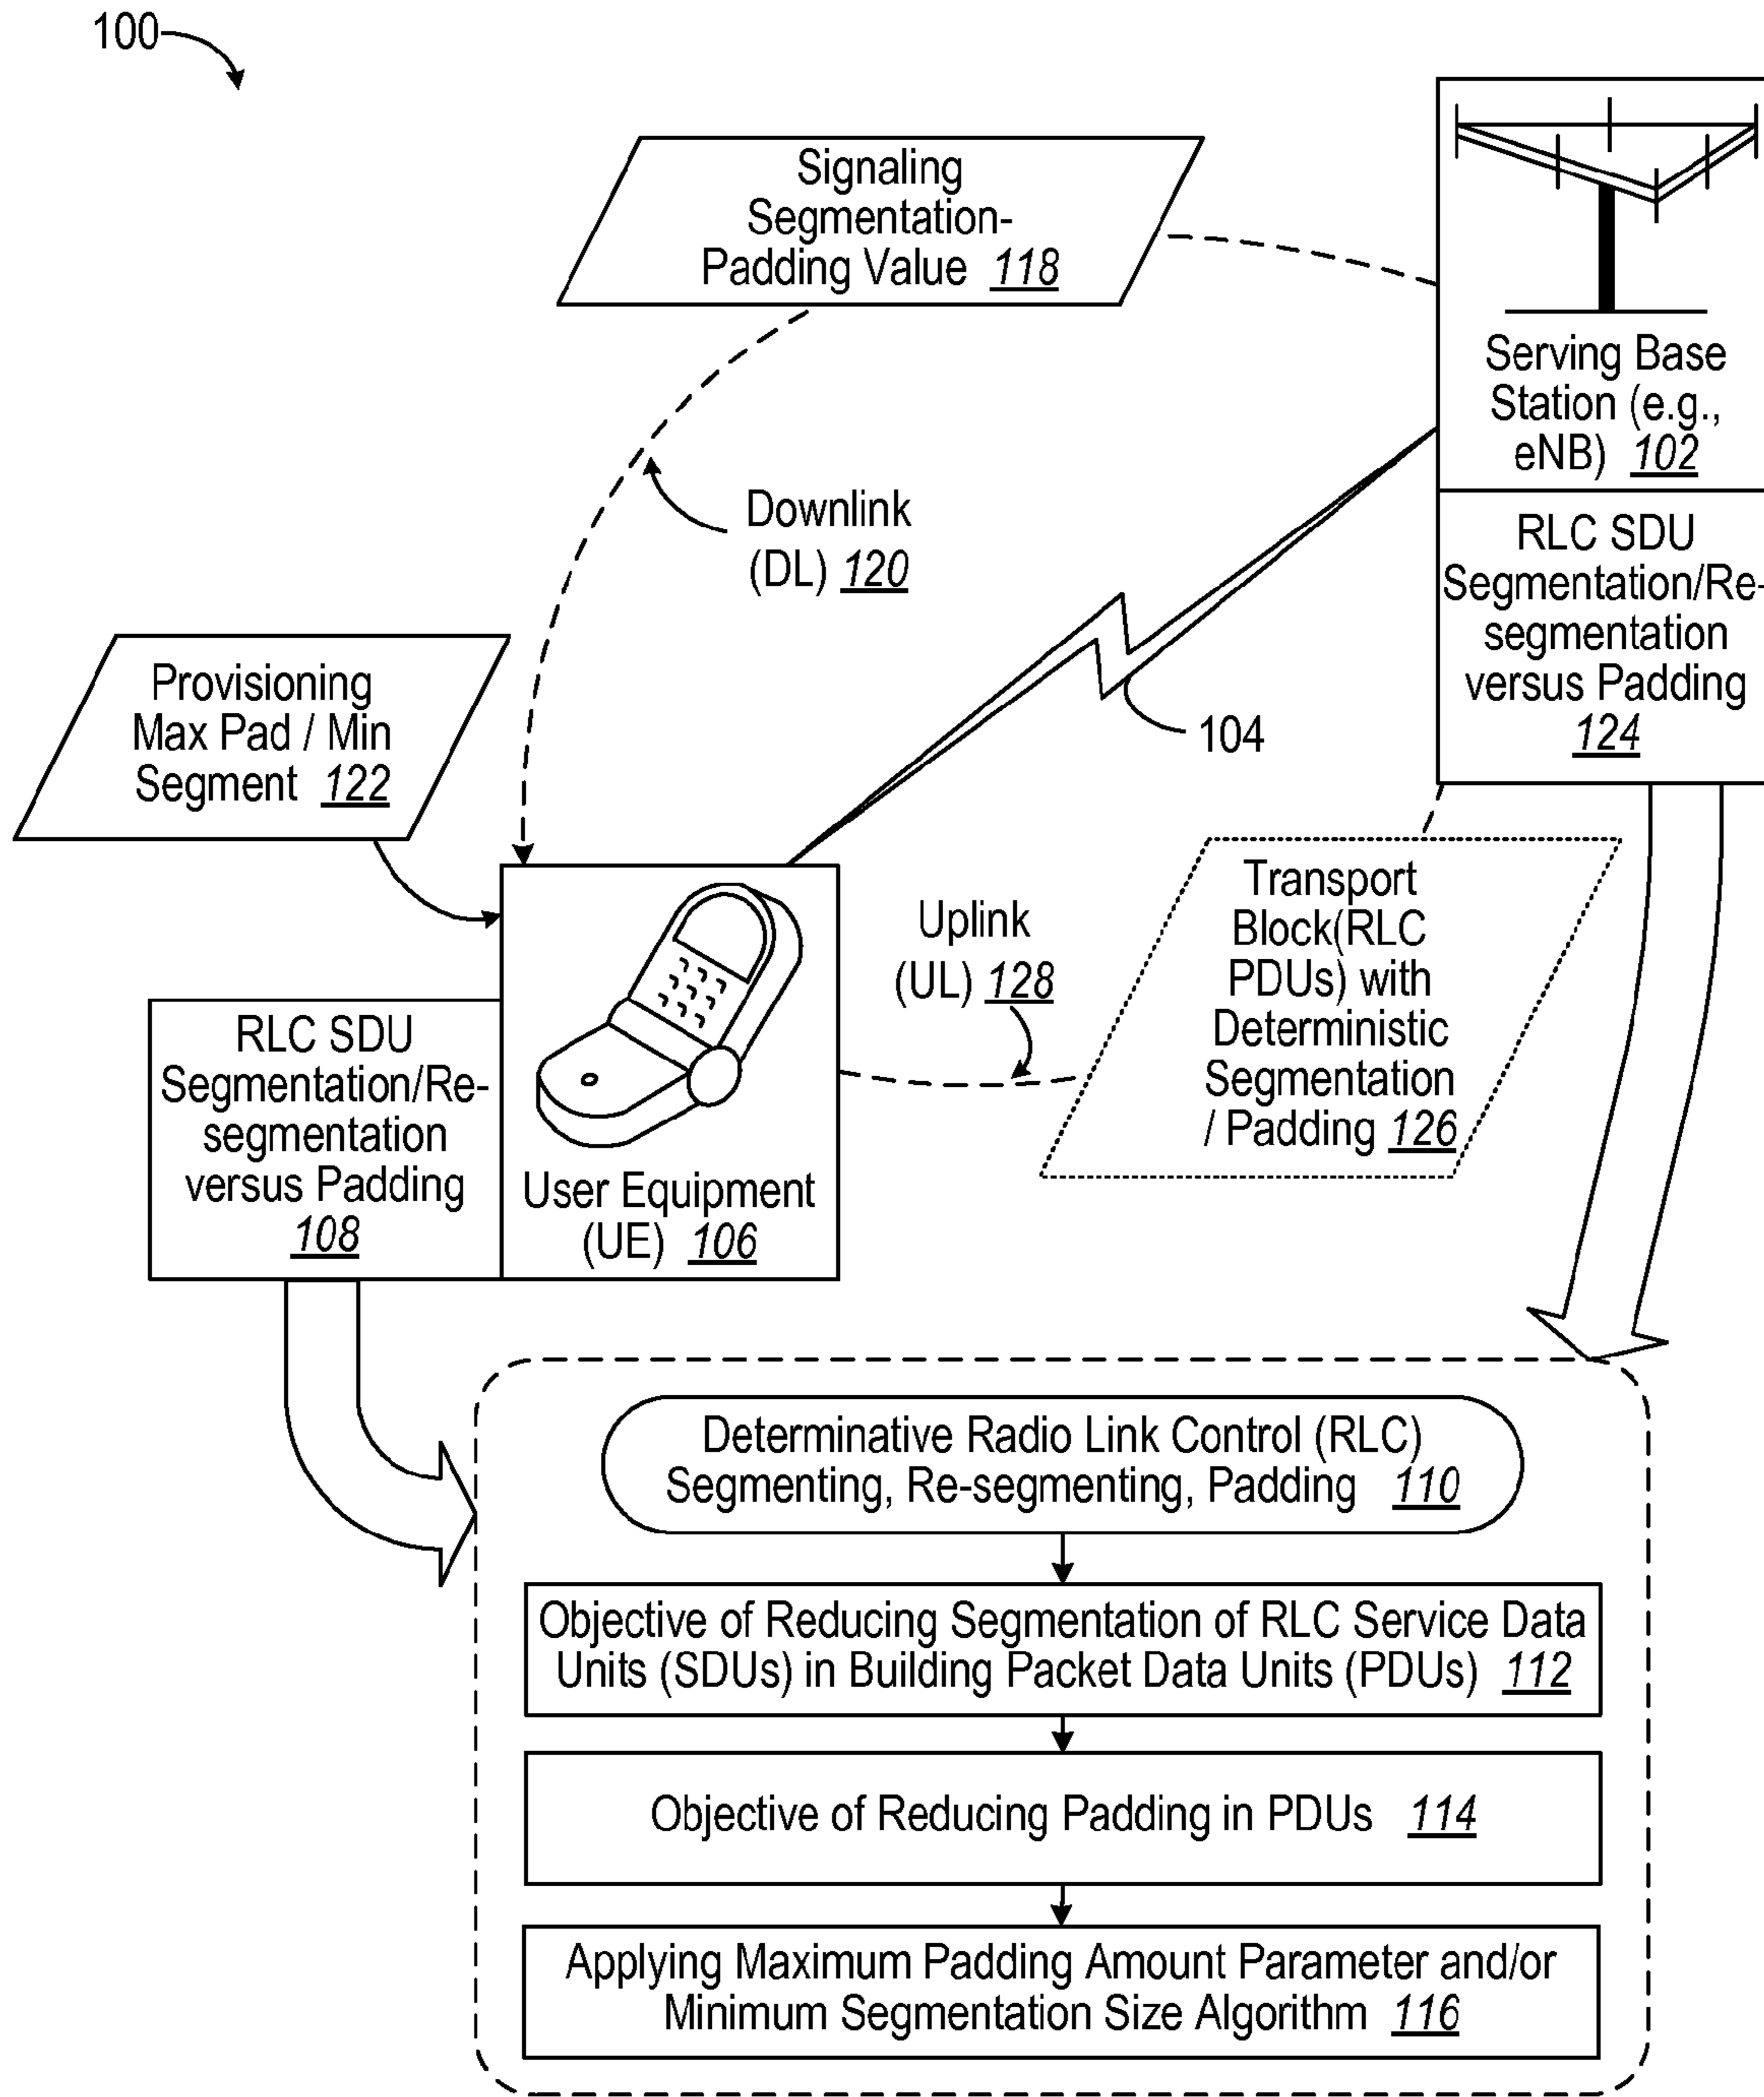 100
Signaling
Segmentation-
Padding Value 118
Serving Base
Station (e.g.,
eNB) 102
RLC SDU
Segmentation/Re-
segmentation
versus Padding
124
Downlink
(DL) 120
Provisioning
Max Pad / Min
Segment 122
104
Transport
Block(RLC
PDUs) with
Deterministic
Segmentation
/ Padding 126
Uplink
(UL) 128
RLC SDU
Segmentation/Re-
segmentation
versus Padding
108
User Equipment
(UE) 106
Determinative Radio Link Control (RLC)
Segmenting, Re-segmenting, Padding 110
Objective of Reducing Segmentation of RLC Service Data
Units (SDUs) in Building Packet Data Units (PDUs) 112
Objective of Reducing Padding in PDUs 114
Applying Maximum Padding Amount Parameter and/or
Minimum Segmentation Size Algorithm 116